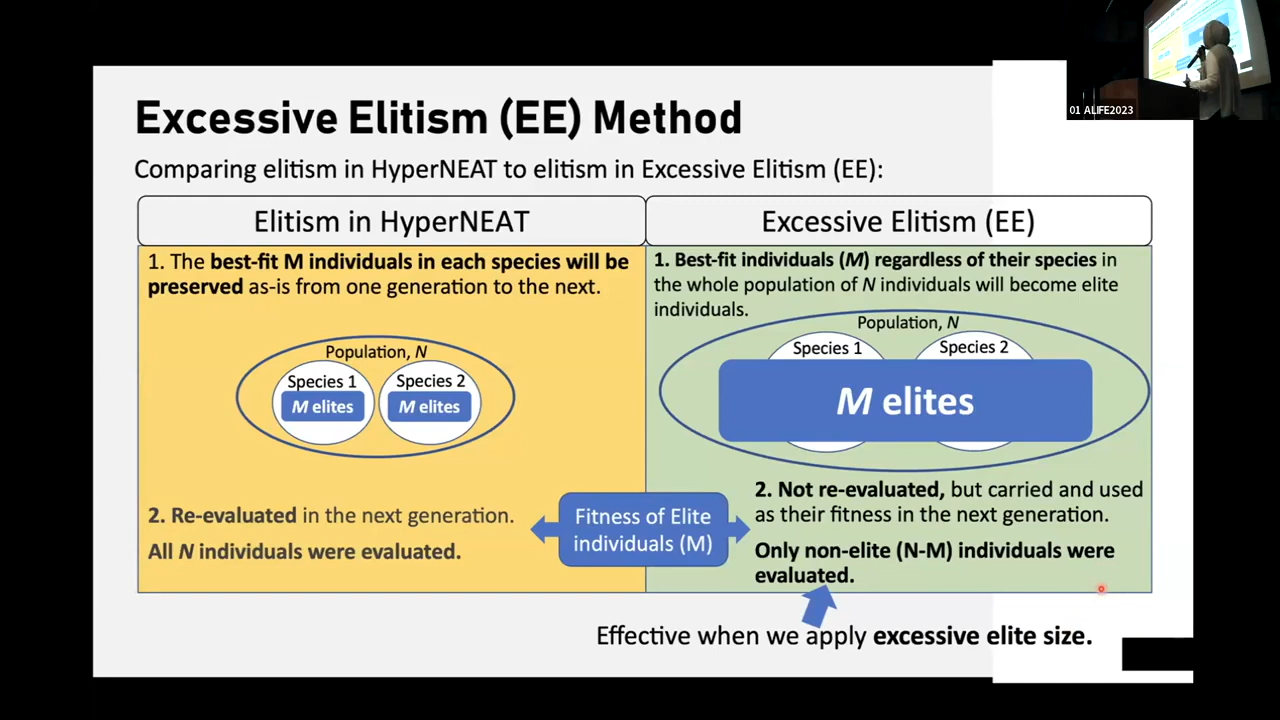 01 ALIFE2023
Excessive Elitism (EE) Method
Comparing elitism in HyperNEAT to elitism in Excessive Elitism (EE):
Elitism in HyperNEAT
1. The best-fit M individuals in each species will be
preserved as-is from one generation to the next.
Population, N
Species 1
Species 2
M elites
M elites
2. Re-evaluated in the next generation.
All N individuals were evaluated.
Fitness of Elite
individuals (M)
Excessive Elitism (EE)
1. Best-fit individuals (M) regardless of their species in
the whole population of N individuals will become elite
individuals.
Population, N
Species 1
Species 2
M elites
2. Not re-evaluated, but carried and used
as their fitness in the next generation.
Only non-elite (N-M) individuals were
evaluated.
Effective when we apply excessive elite size.